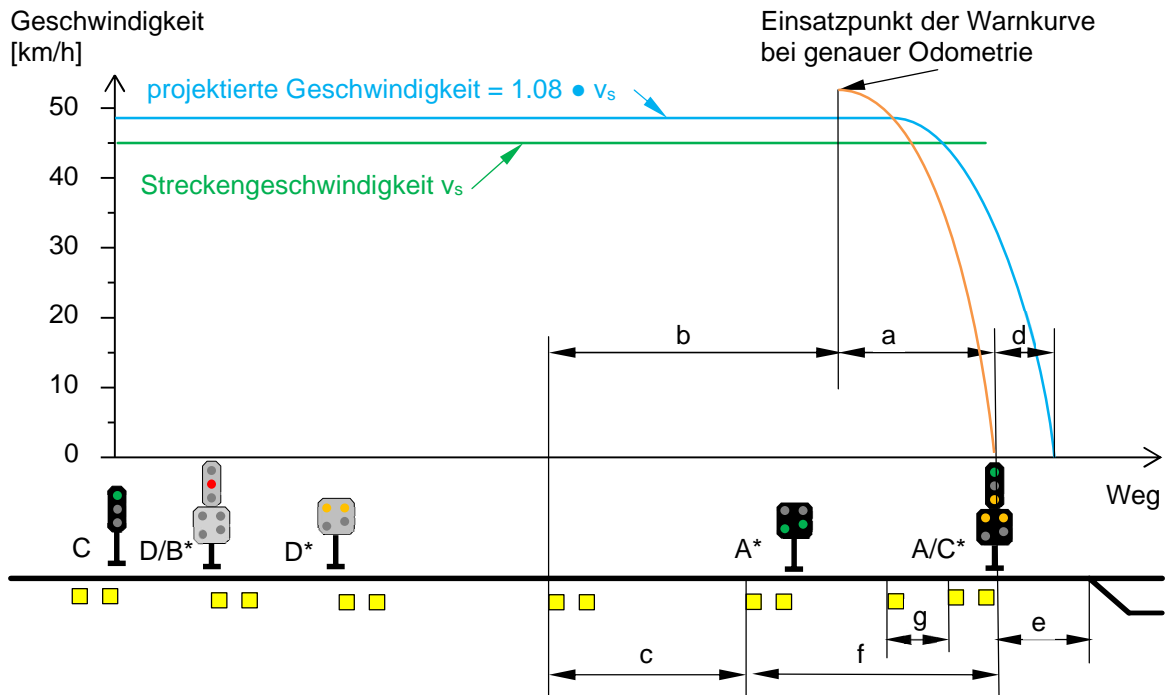 Geschwindigkeit
[km/h]
Einsatzpunkt der Warnkurve
bei genauer Odometrie
projektierte Geschwindigkeit = 1.08 ● vs
50
Streckengeschwindigkeit vs
40
30
20
b
a
d
10
0
Weg
C
D/B*
D*
A*
A/C*
g
e
c
f